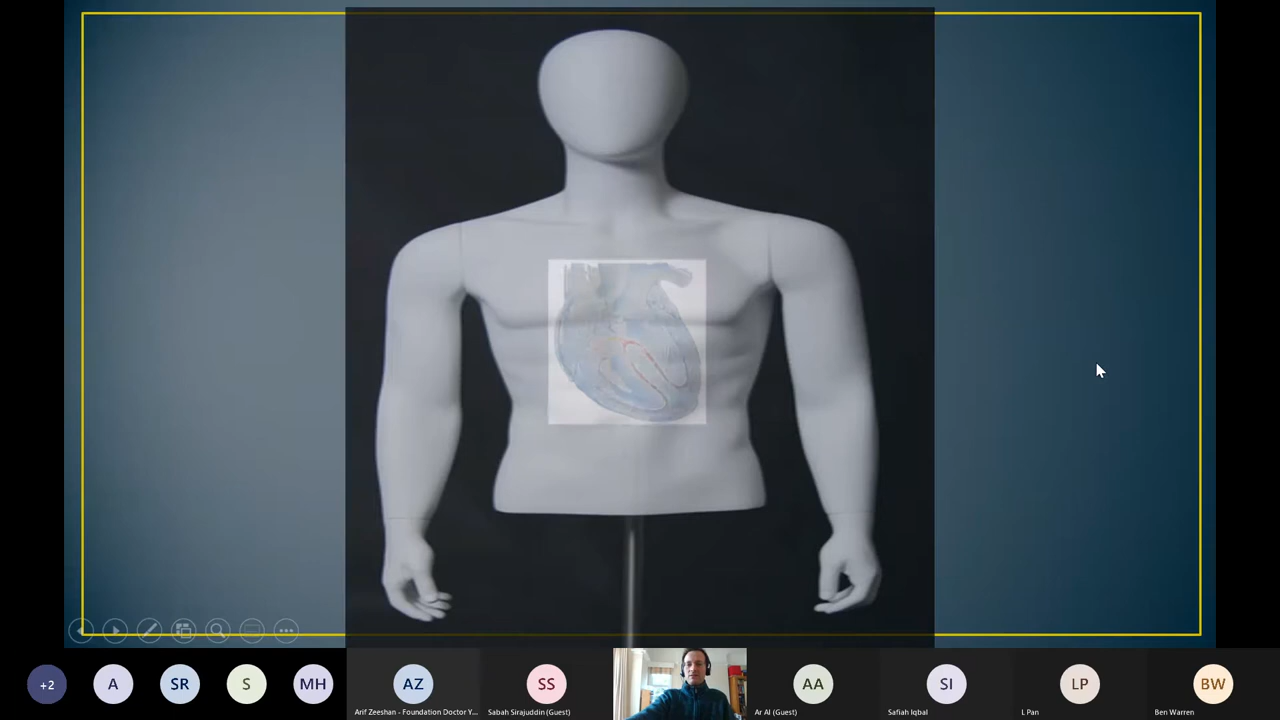 +2
A
SR
S
MH
AZ
SS
AA
SI
LP
BW
Arif Zeeshan - Foundation Doctor Y...
Sabah Sirajuddin (Guest)
Ar Al (Guest)
Safiah Iqbal
L Pan
Ben Warren